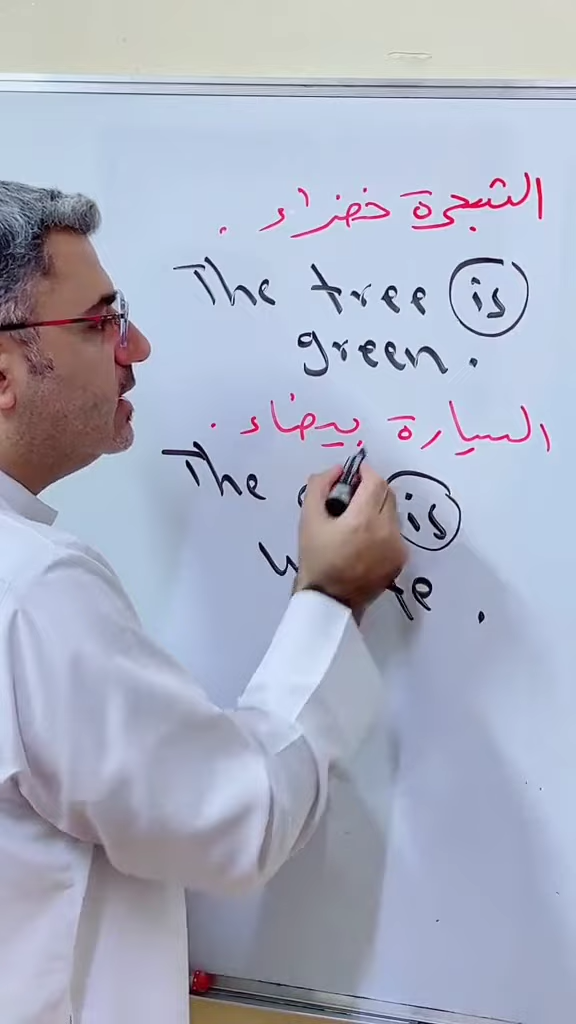 الشجرة خضراء .
The tree is
green .
السيارة بيضاء .
The is
.